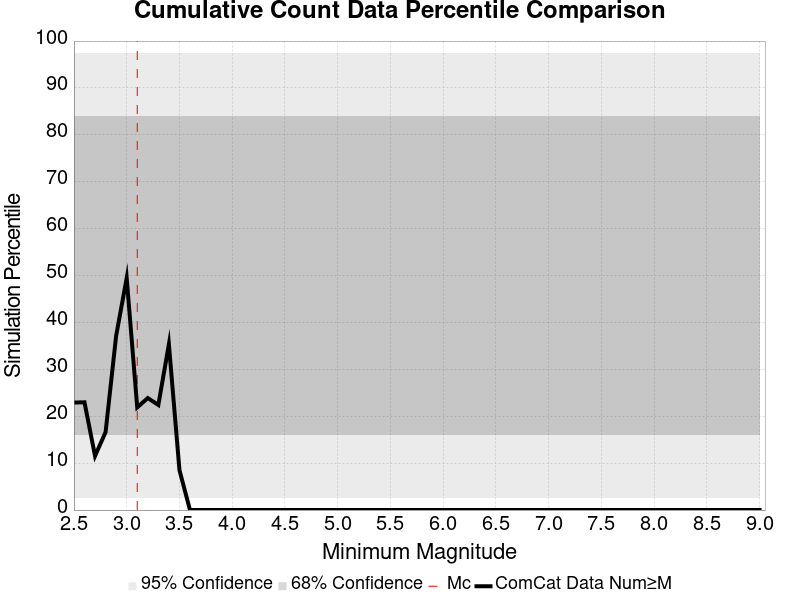 Cumulative Count Data Percentile Comparison
100
90
80
70
60
50
40
30
20
10
0
Simulation Percentile
2.5 3.0 3.5 4.0 4.5 5.0 5.5 6.0 6.5 7.0 7.5 8.0 8.5 9.0
Minimum Magnitude
95% Confidence 68% Confidence Mc ComCat Data Num≥M